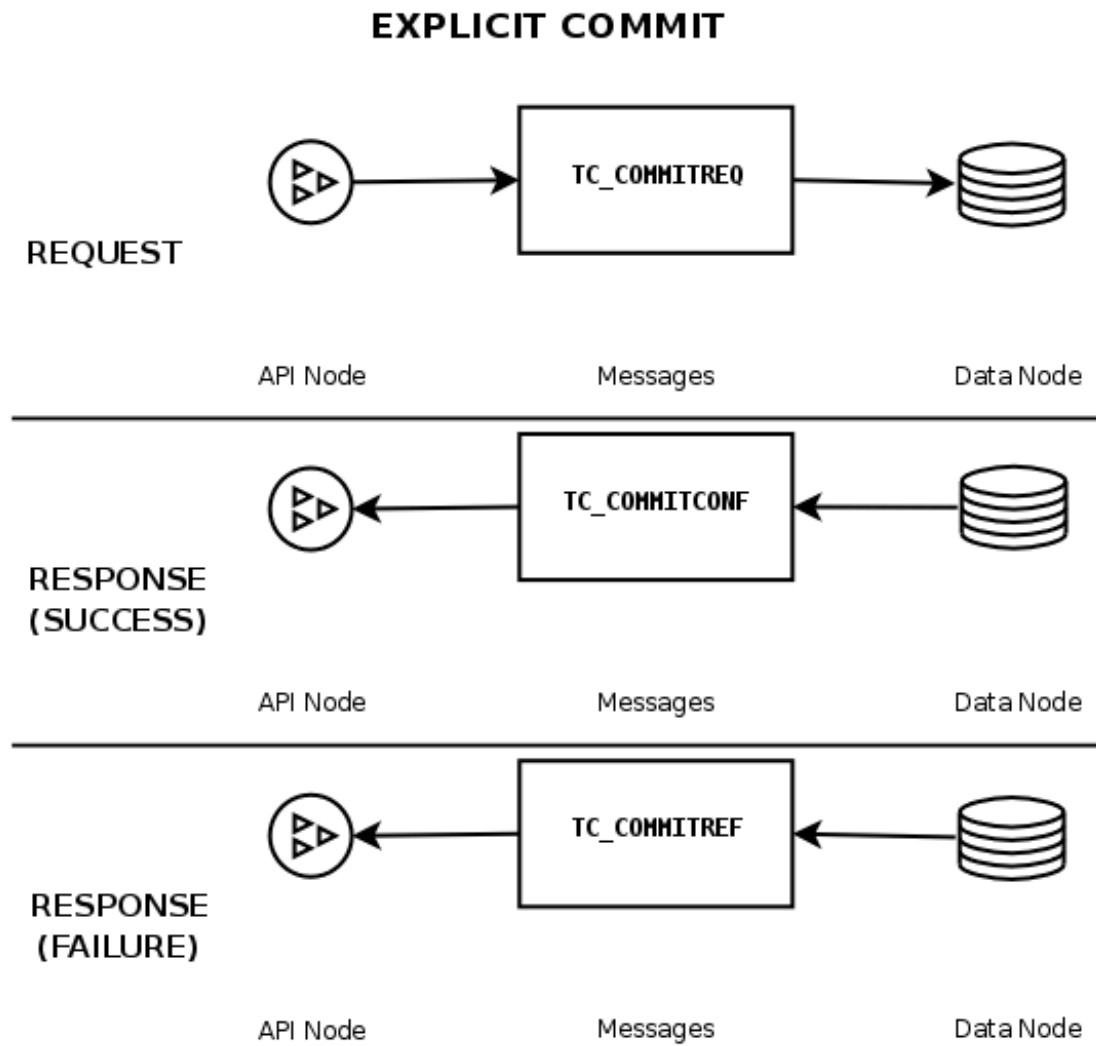 EXPLICIT COMMIT
TC_COMMITREQ
REQUEST
API Node Messages Data Node
TC_COMMITCONF
RESPONSE
(SUCCESS)
API Node Messages Data Node
TC_COMMITREF
RESPONSE
(FAILURE)
API Node Messages Data Node